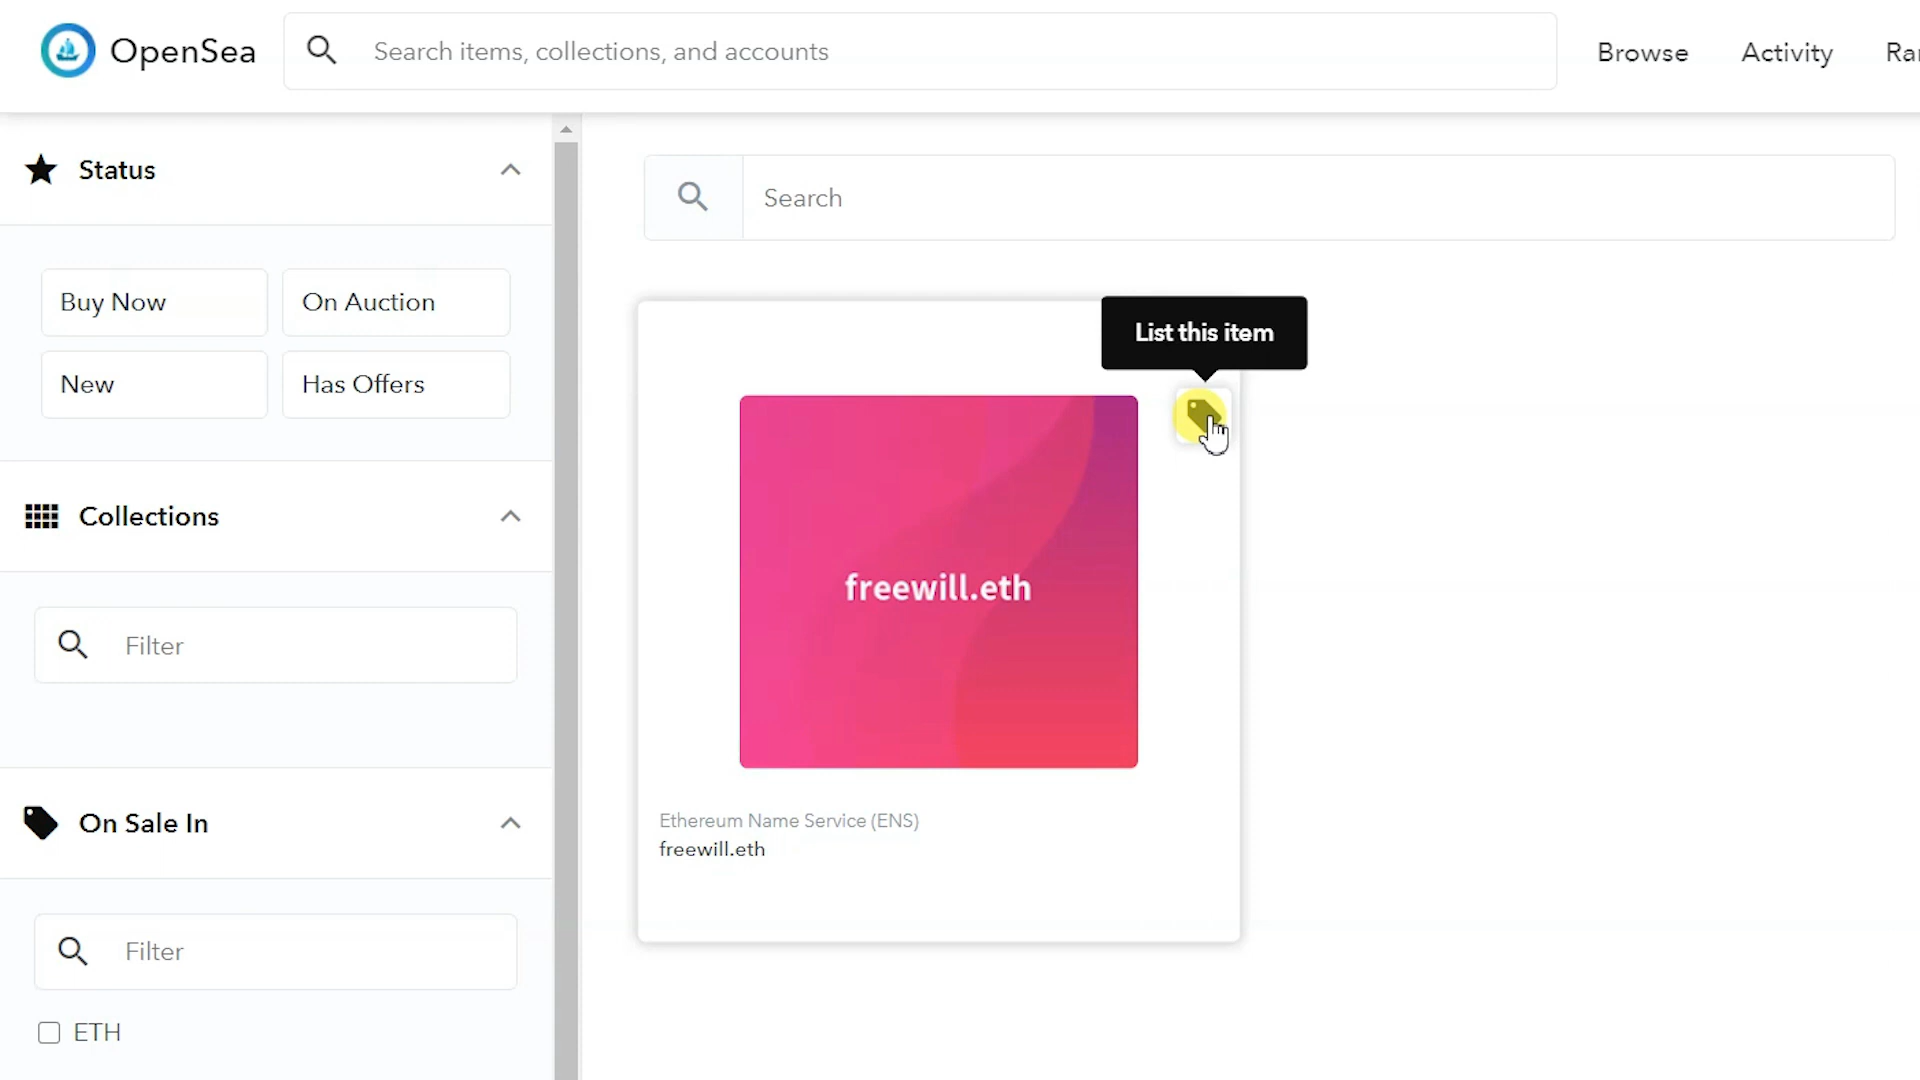 OpenSea
Search items, collections, and accounts
Browse
Activity
Status
Search
Buy Now
On Auction
New
Has Offers
List this item
Collections
Filter
freewill.eth
Ethereum Name Service (ENS)
freewill.eth
On Sale In
Filter
ETH